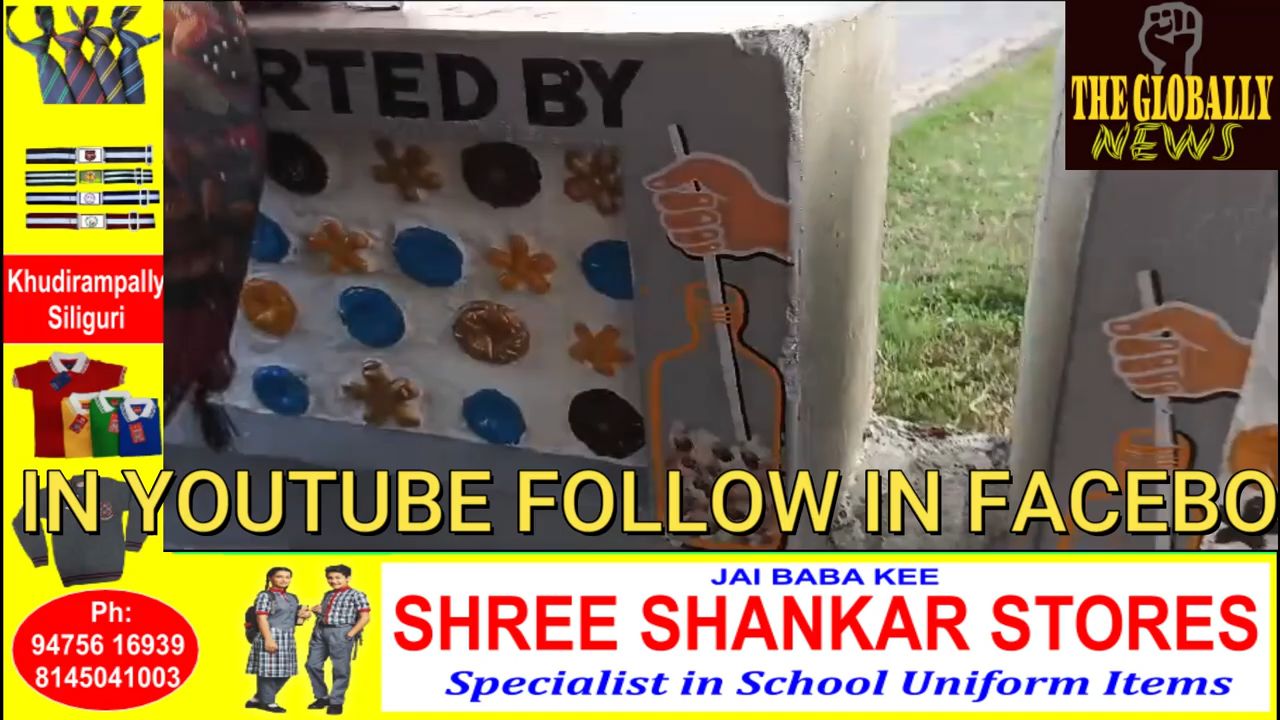 RTED BY
THE GLOBALLY
NEWS
Khudirampally
Siliguri
IN YOUTUBE FOLLOW IN FACEBO
Ph:
94756 16939
8145041003
JAI BABA KEE
SHREE SHANKAR STORES
Specialist in School Uniform Items